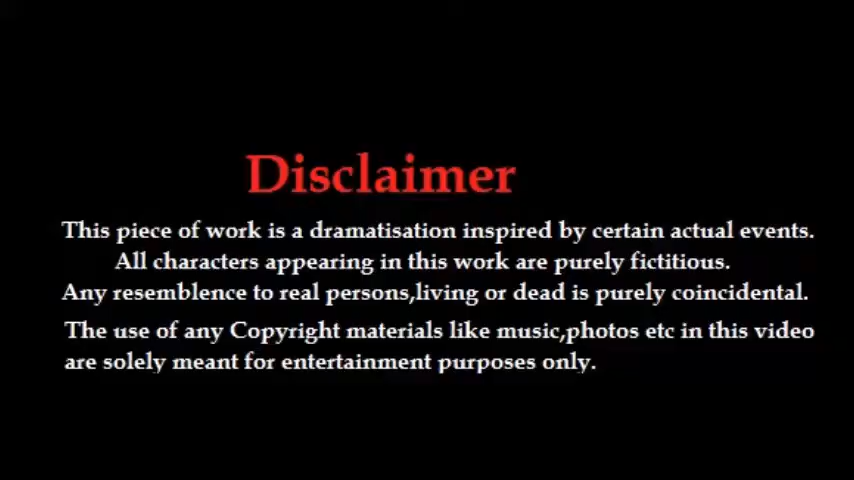 Disclaimer
This piece of work is a dramatisation inspired by certain actual events.
All characters appearing in this work are purely fictitious.
Any resemblence to real persons,living or dead is purely coincidental.
The use of any Copyright materials like music,photos etc in this video
are solely meant for entertainment purposes only.